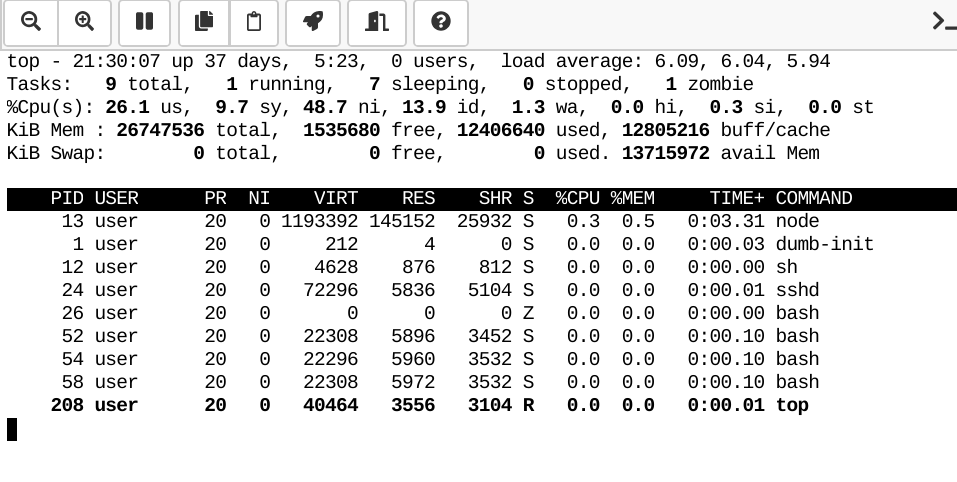 top - 21:30:07 up 37 days,  5:23,  0 users,  load average: 6.09, 6.04, 5.94
Tasks:   9 total,   1 running,   7 sleeping,   0 stopped,   1 zombie
%Cpu(s): 26.1 us,  9.7 sy, 48.7 ni, 13.9 id,  1.3 wa,  0.0 hi,  0.3 si,  0.0 st
KiB Mem : 26747536 total,  1535680 free, 12406640 used, 12805216 buff/cache
KiB Swap:        0 total,        0 free,        0 used. 13715972 avail Mem
    PID USER      PR  NI    VIRT    RES    SHR S  %CPU %MEM     TIME+ COMMAND
     13 user      20   0 1193392 145152  25932 S   0.3  0.5   0:03.31 node
      1 user      20   0     212      4      0 S   0.0  0.0   0:00.03 dumb-init
     12 user      20   0    4628    876    812 S   0.0  0.0   0:00.00 sh
     24 user      20   0   72296   5836   5104 S   0.0  0.0   0:00.01 sshd
     26 user      20   0       0      0      0 Z   0.0  0.0   0:00.00 bash
     52 user      20   0   22308   5896   3452 S   0.0  0.0   0:00.10 bash
     54 user      20   0   22296   5960   3532 S   0.0  0.0   0:00.10 bash
     58 user      20   0   22308   5972   3532 S   0.0  0.0   0:00.10 bash
    208 user      20   0   40464   3556   3104 R   0.0  0.0   0:00.01 top